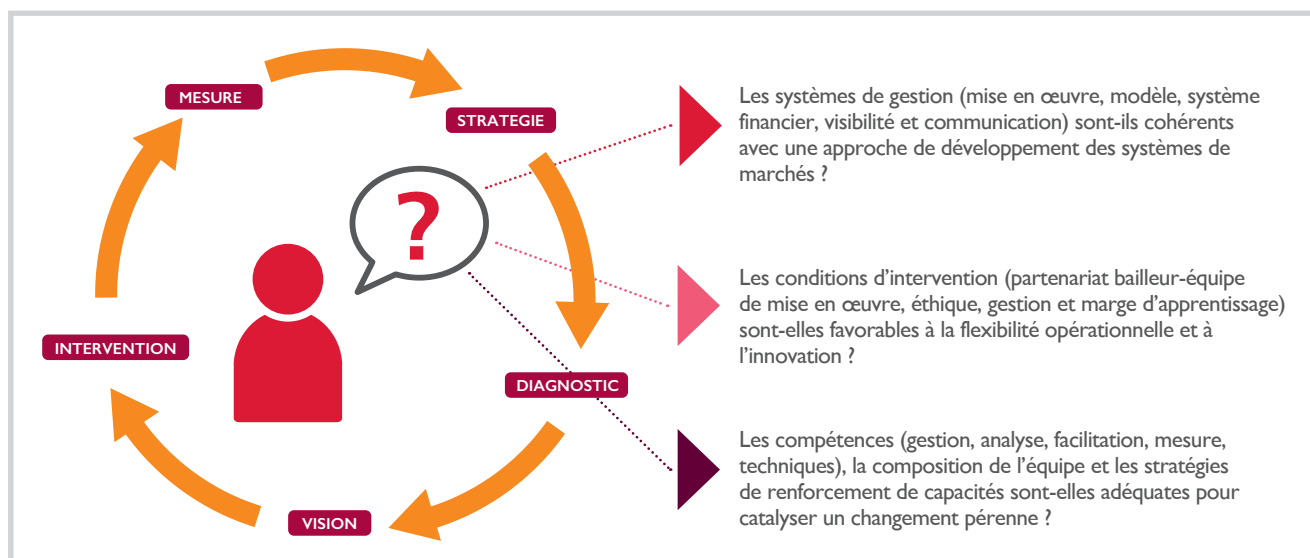 MESURE
STRATEGIE
?
DIAGNOSTIC
VISION
INTERVENTION
Les systèmes de gestion (mise en œuvre, modèle, système
financier, visibilité et communication) sont-ils cohérents
avec une approche de développement des systèmes de
marchés ?
Les conditions d’intervention (partenariat bailleur-équipe
de mise en œuvre, éthique, gestion et marge d’apprentissage)
sont-elles favorables à la flexibilité opérationnelle et à
l’innovation ?
Les compétences (gestion, analyse, facilitation, mesure,
techniques), la composition de l’équipe et les stratégies
de renforcement de capacités sont-elles adéquates pour
catalyser un changement pérenne ?